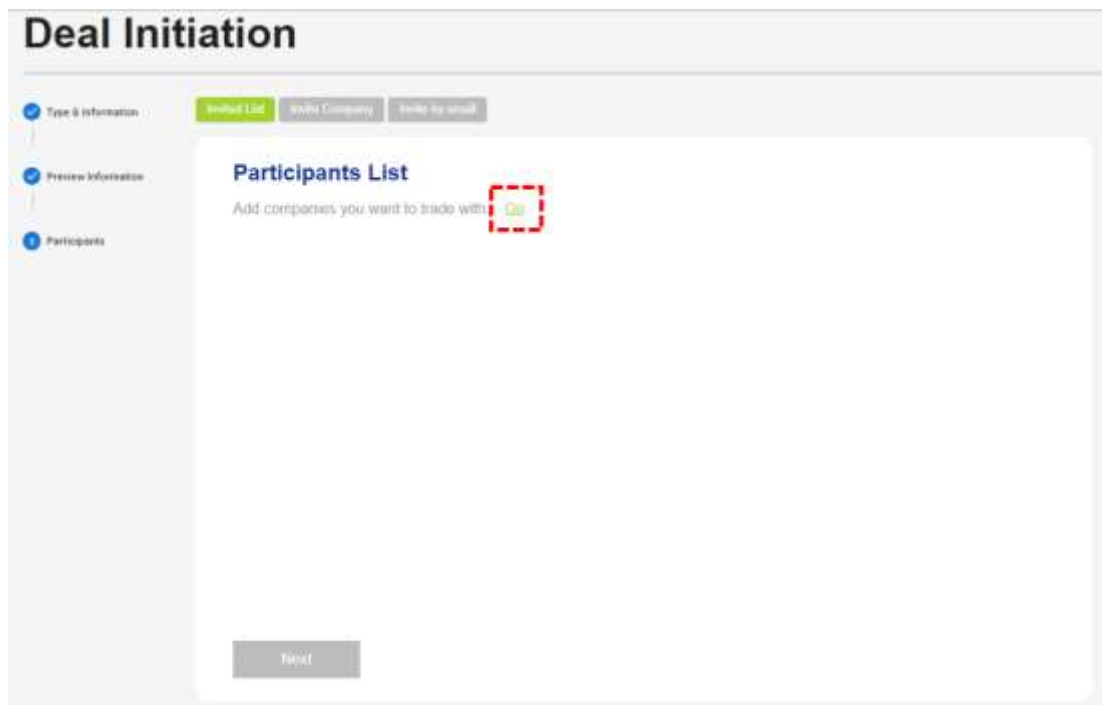 Deal Initiation
Type & Information
Preview Information
3 Participants
Invited List
Invite Company
Invite by email
Participants List
Add companies you want to trade with. Go
Next